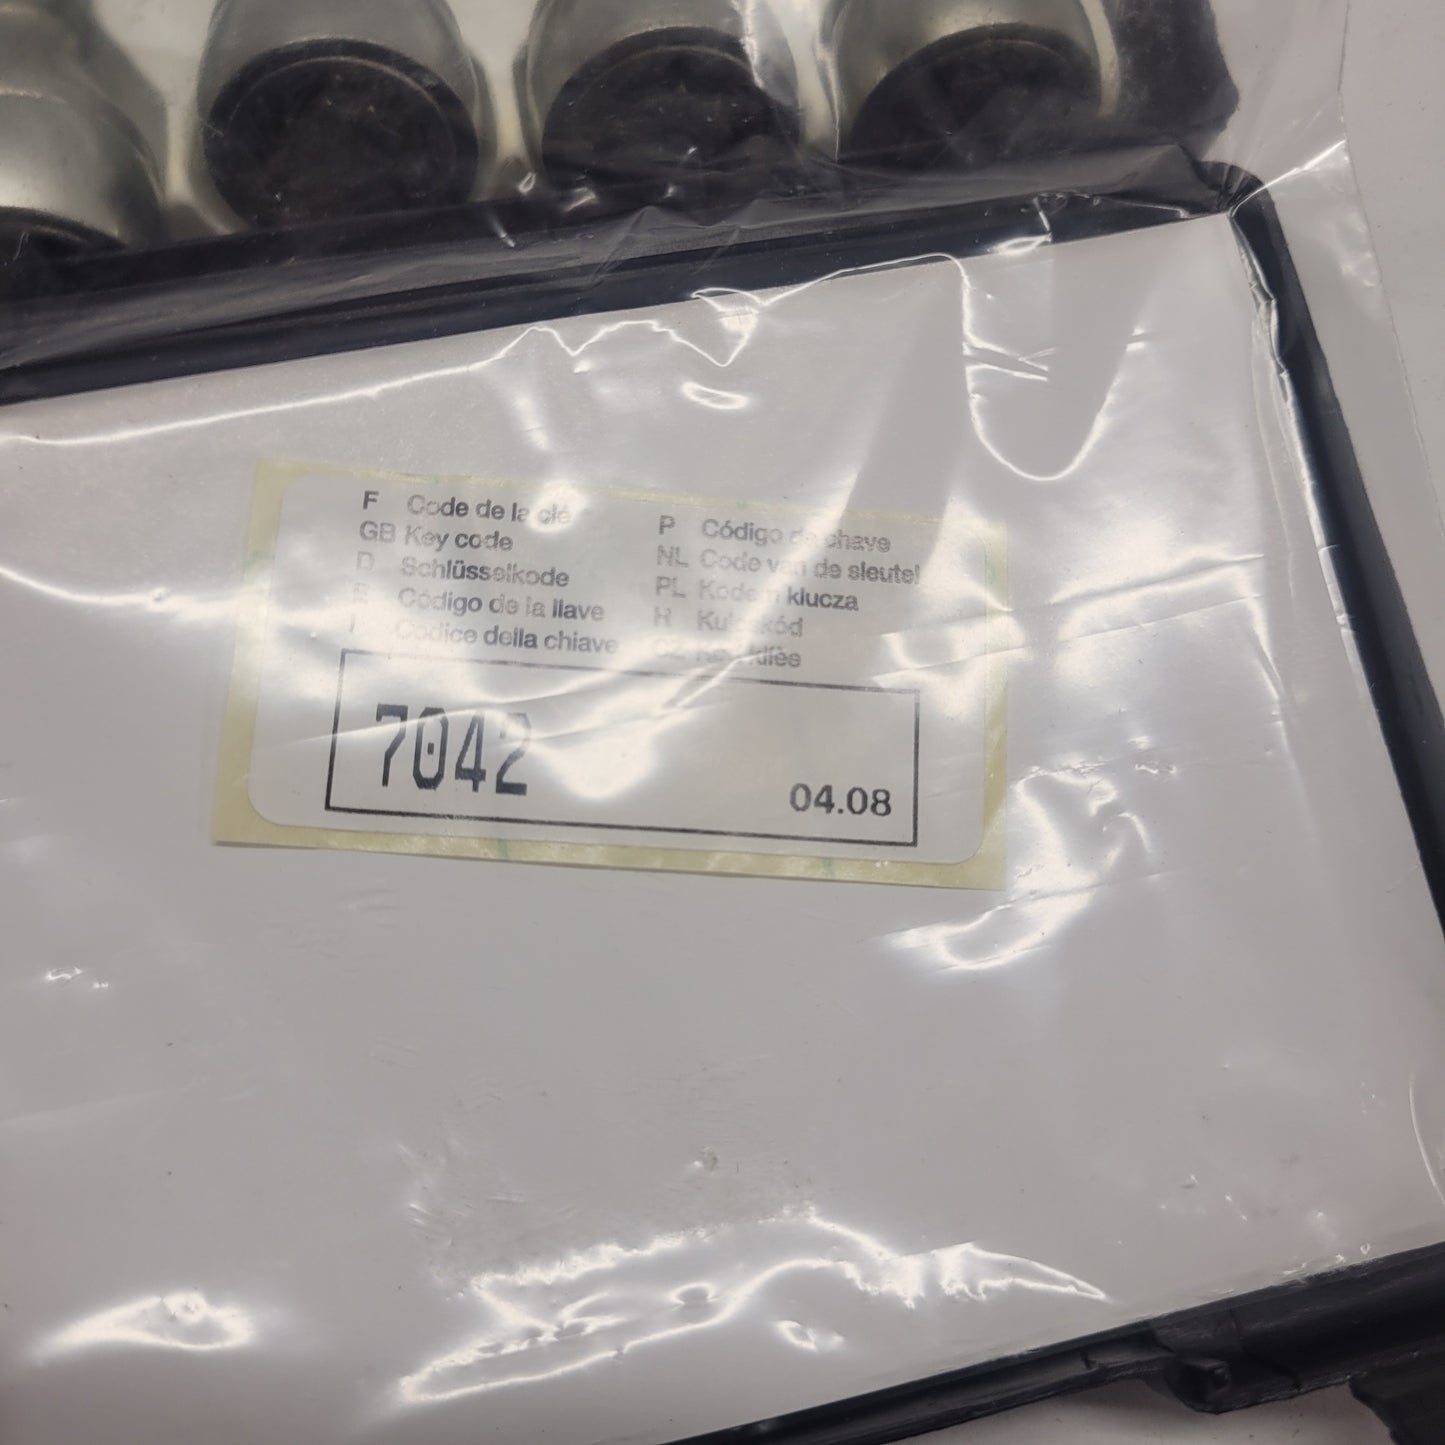 F Code de la clé
GB Key code
D Schlüsselkode
E Código de la llave
I Codice della chiave
P Código de chave
NL Code van de sleutel
PL klucza
H
7042
04.08